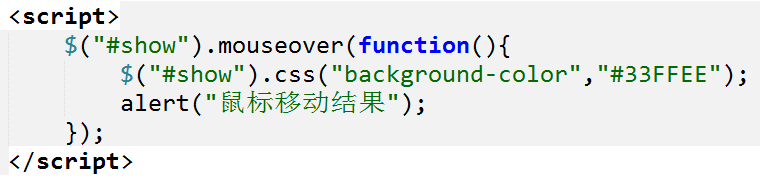 <script>
    $("#show").mouseover(function(){
        $("#show").css("background-color","#33FFEE");
        alert("鼠标移动结果");
    });
</script>